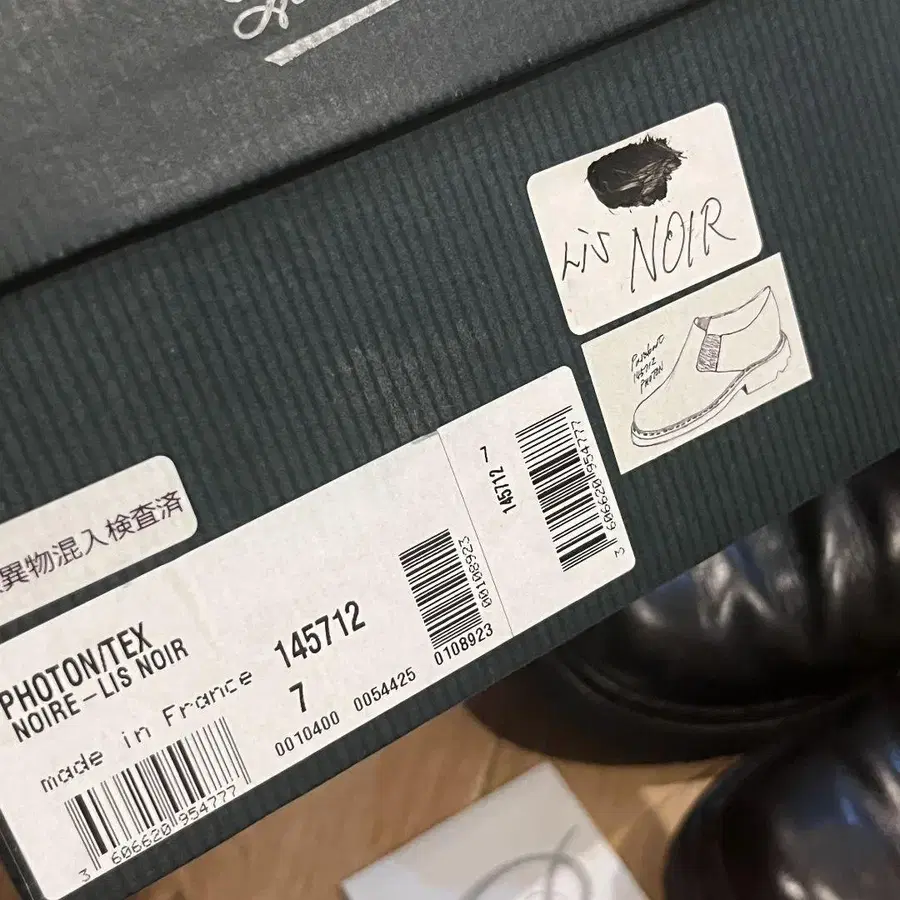 LiS NOIR
145712
PHOTON
145712 7
3 606620 954777
異物混入検査済
PHOTON/TEX
NOIRE-LIS NOIR
145712
00108923
made in France
7
0010400 0054425
0108923
3 606620 954777